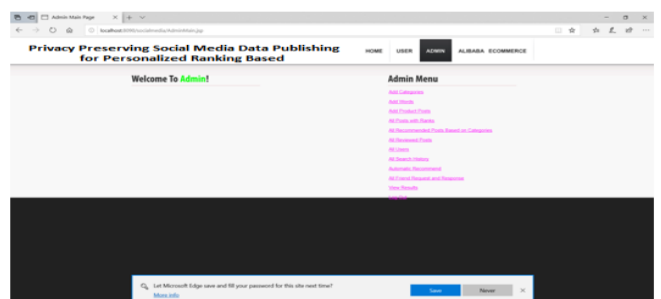 Admin Main Page
localhost:8090/socialmedia/AdminMain.jsp
Privacy Preserving Social Media Data Publishing
for Personalized Ranking Based
HOME USER ADMIN ALIBABA ECOMMERCE
Welcome To Admin!
Admin Menu
Add Categories
Add Words
Add Product Posts
All Posts with Ranks
All Recommended Posts Based on Categories
All Reviewed Posts
All Users
All Search History
Automatic Recommend
All Friend Request and Response
View Results
Log Out
Let Microsoft Edge save and fill your password for this site next time?
More info
Save Never